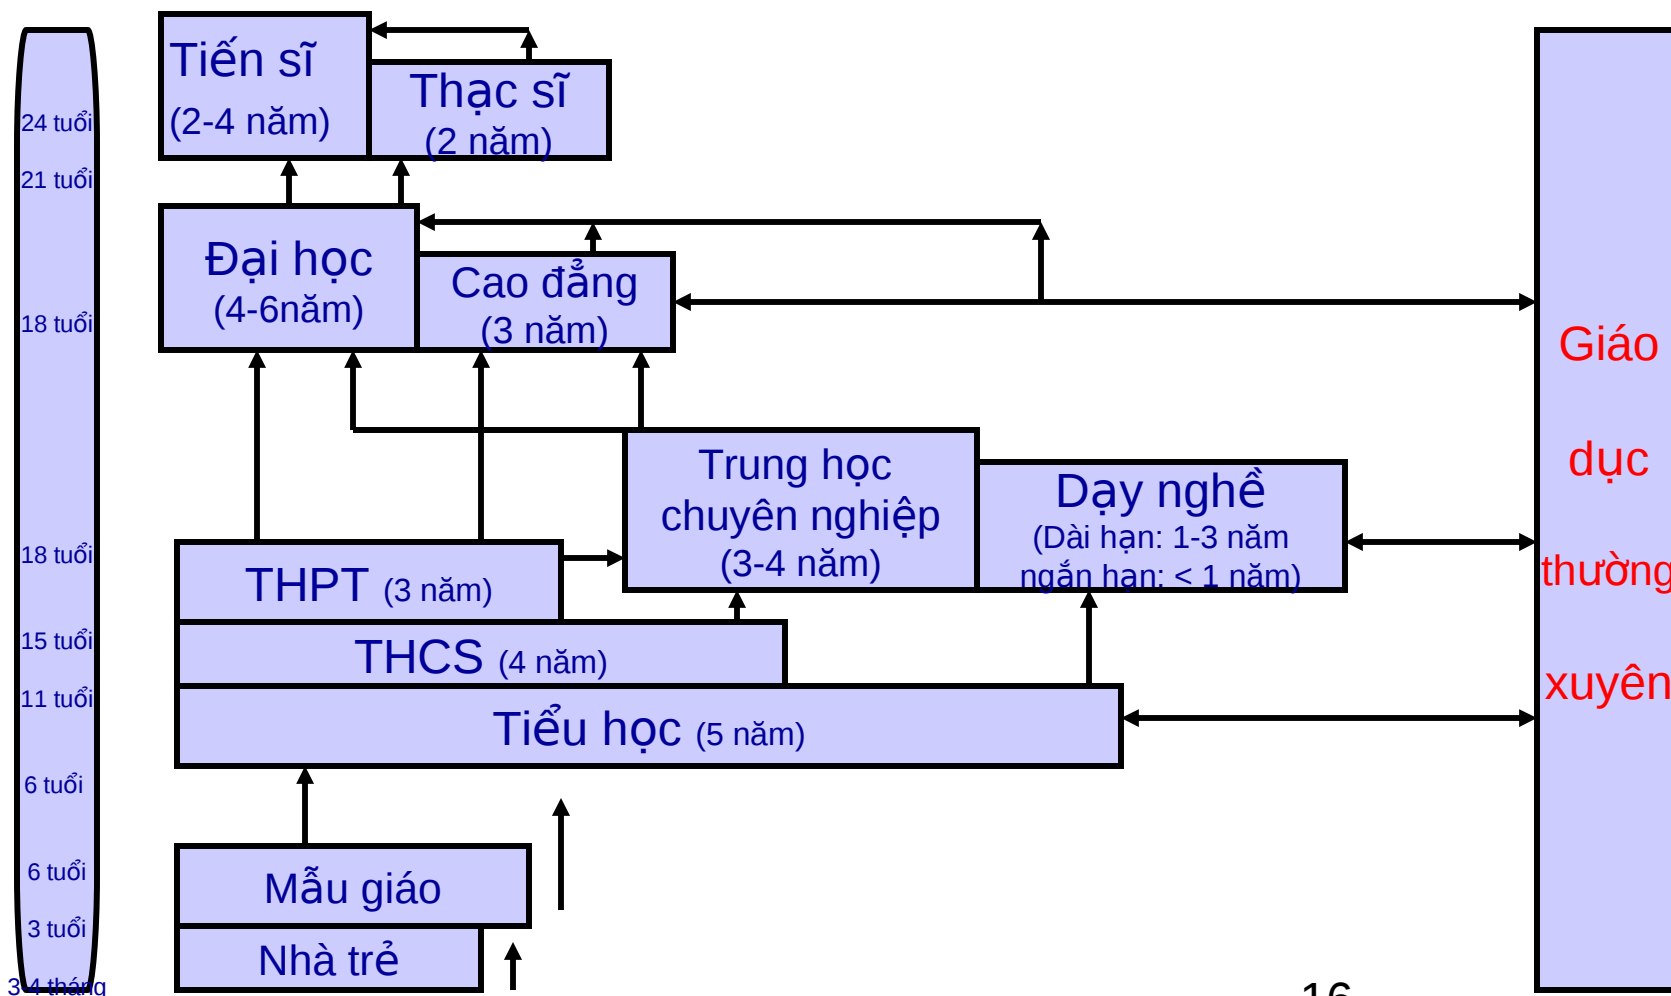 Tiến sĩ
(2-4 năm)
Thạc sĩ
(2 năm)
24 tuổi
21 tuổi
Đại học
(4-6năm)
Cao đẳng
(3 năm)
18 tuổi
Giáo
dục
thường
xuyên
Trung học
chuyên nghiệp
(3-4 năm)
Dạy nghề
(Dài hạn: 1-3 năm
ngắn hạn: < 1 năm)
18 tuổi
THPT (3 năm)
15 tuổi
THCS (4 năm)
11 tuổi
Tiểu học (5 năm)
6 tuổi
6 tuổi
Mẫu giáo
3 tuổi
Nhà trẻ
3-4 tháng
16